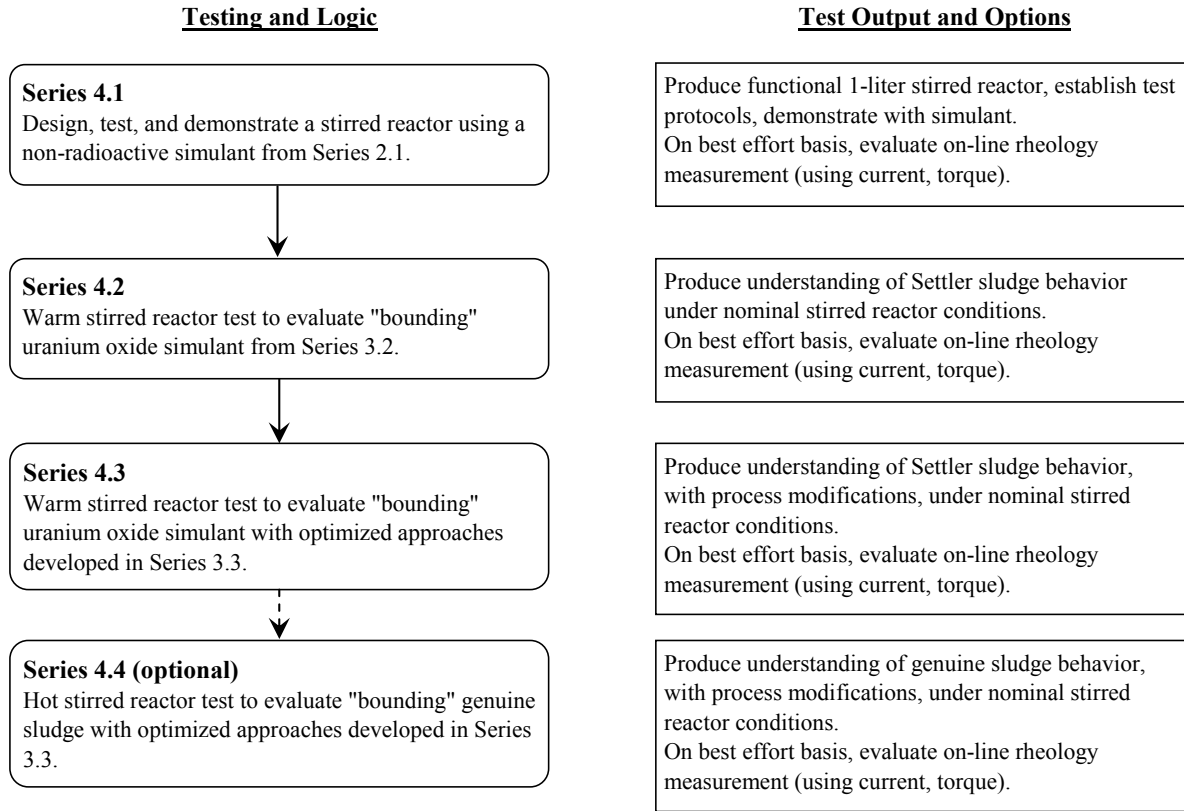 Testing and Logic
Test Output and Options
Series 4.1
Design, test, and demonstrate a stirred reactor using a
non-radioactive simulant from Series 2.1.
Produce functional 1-liter stirred reactor, establish test
protocols, demonstrate with simulant.
On best effort basis, evaluate on-line rheology
measurement (using current, torque).
Series 4.2
Warm stirred reactor test to evaluate "bounding"
uranium oxide simulant from Series 3.2.
Produce understanding of Settler sludge behavior
under nominal stirred reactor conditions.
On best effort basis, evaluate on-line rheology
measurement (using current, torque).
Series 4.3
Warm stirred reactor test to evaluate "bounding"
uranium oxide simulant with optimized approaches
developed in Series 3.3.
Produce understanding of Settler sludge behavior,
with process modifications, under nominal stirred
reactor conditions.
On best effort basis, evaluate on-line rheology
measurement (using current, torque).
Series 4.4 (optional)
Hot stirred reactor test to evaluate "bounding" genuine
sludge with optimized approaches developed in Series
3.3.
Produce understanding of genuine sludge behavior,
with process modifications, under nominal stirred
reactor conditions.
On best effort basis, evaluate on-line rheology
measurement (using current, torque).